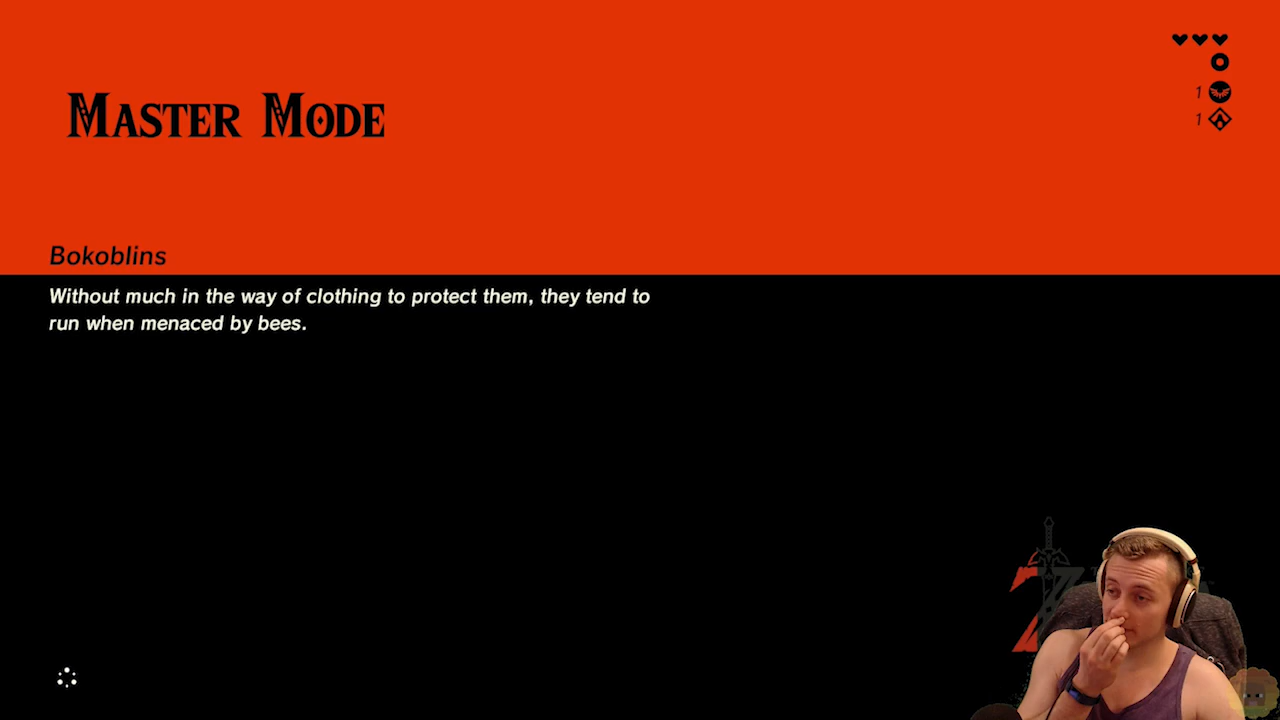 Master Mode
1
1
Bokoblins
Without much in the way of clothing to protect them, they tend to
run when menaced by bees.